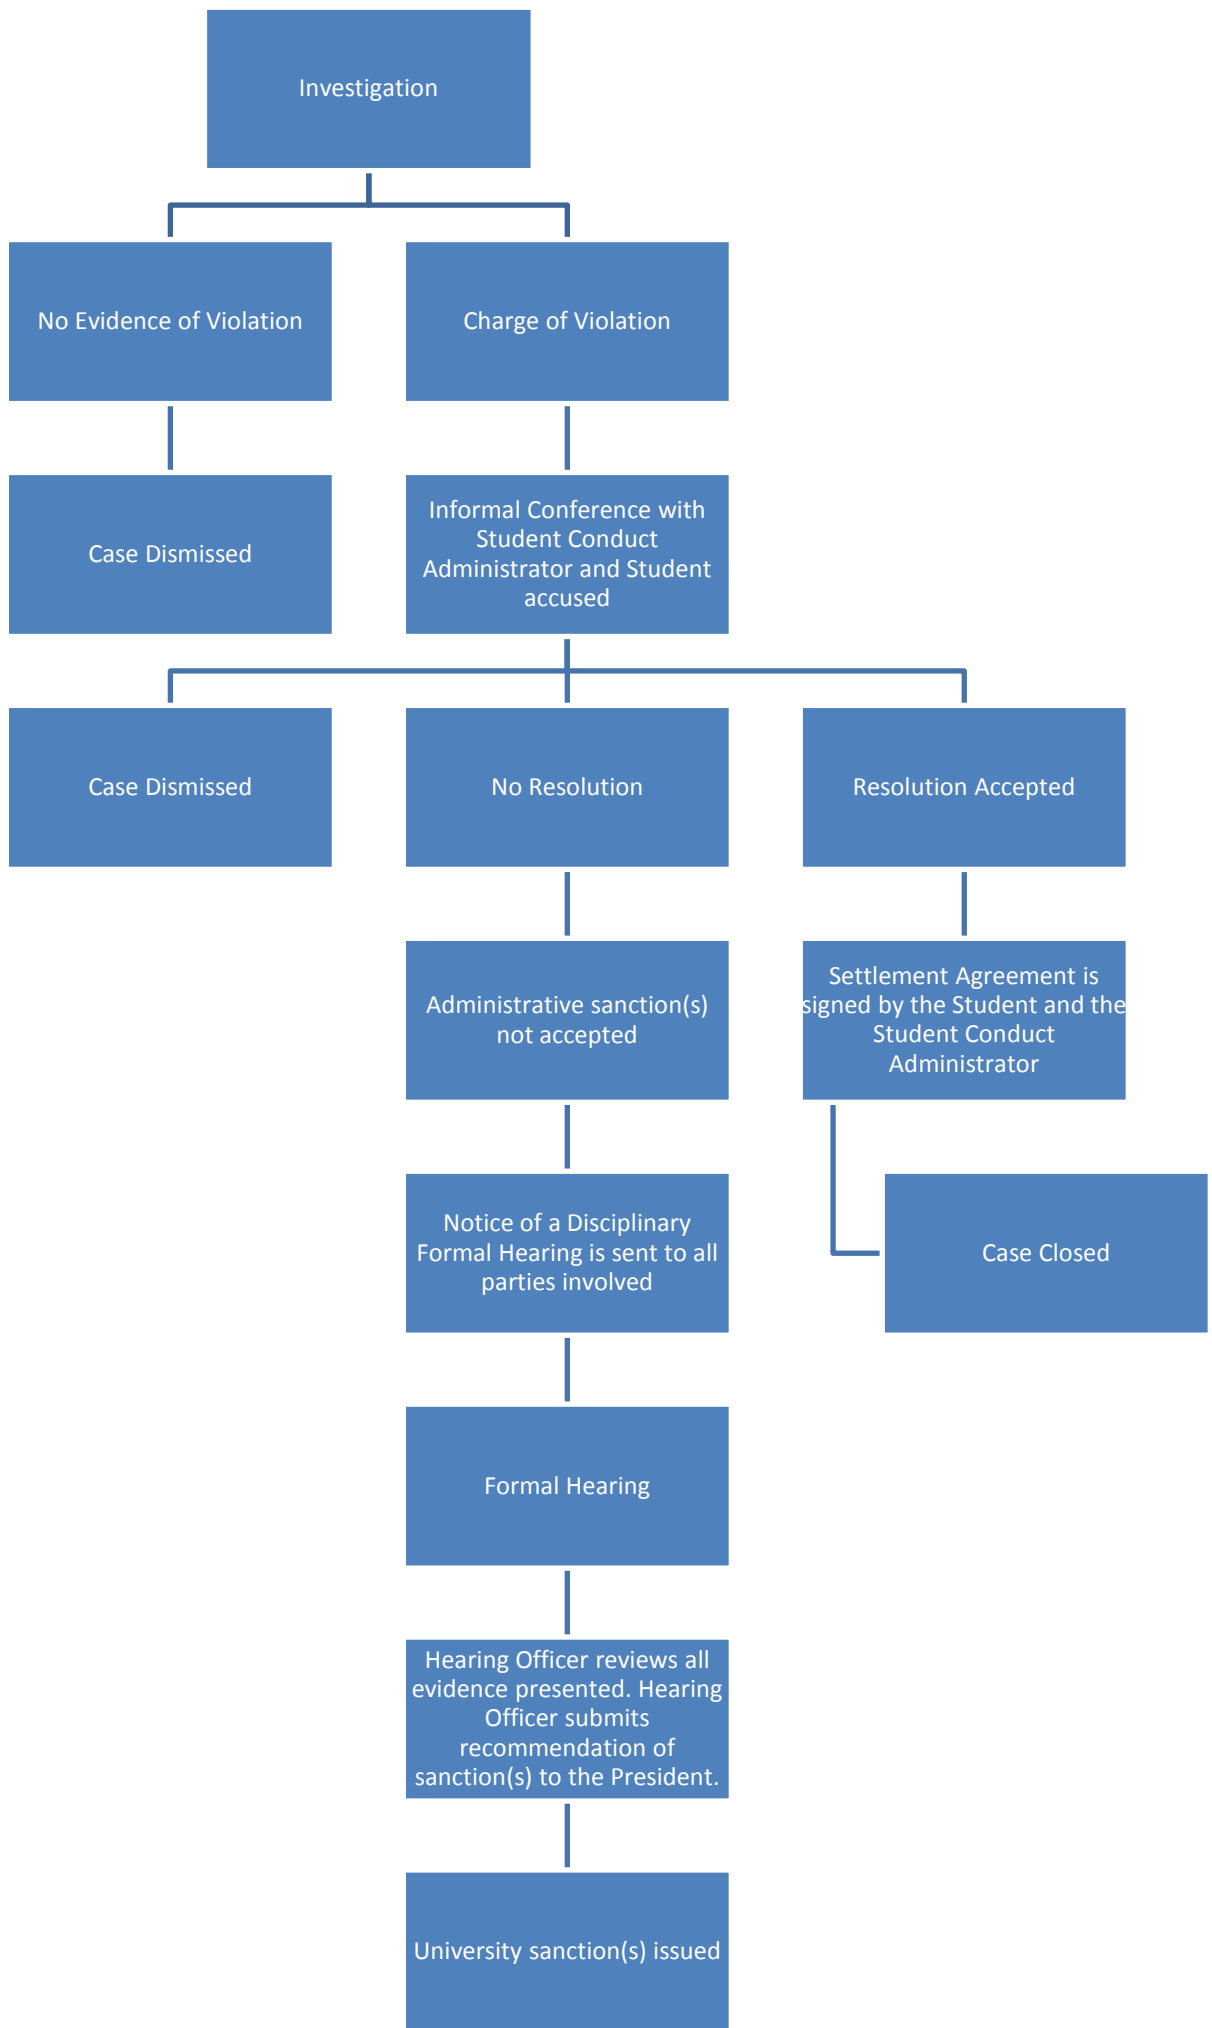 Investigation
No Evidence of Violation
Charge of Violation
Case Dismissed
Informal Conference with
Student Conduct
Administrator and Student
accused
Case Dismissed
No Resolution
Resolution Accepted
Administrative sanction(s)
not accepted
Settlement Agreement is
signed by the Student and the
Student Conduct
Administrator
Notice of a Disciplinary
Formal Hearing is sent to all
parties involved
Case Closed
Formal Hearing
Hearing Officer reviews all
evidence presented. Hearing
Officer submits
recommendation of
sanction(s) to the President.
University sanction(s) issued